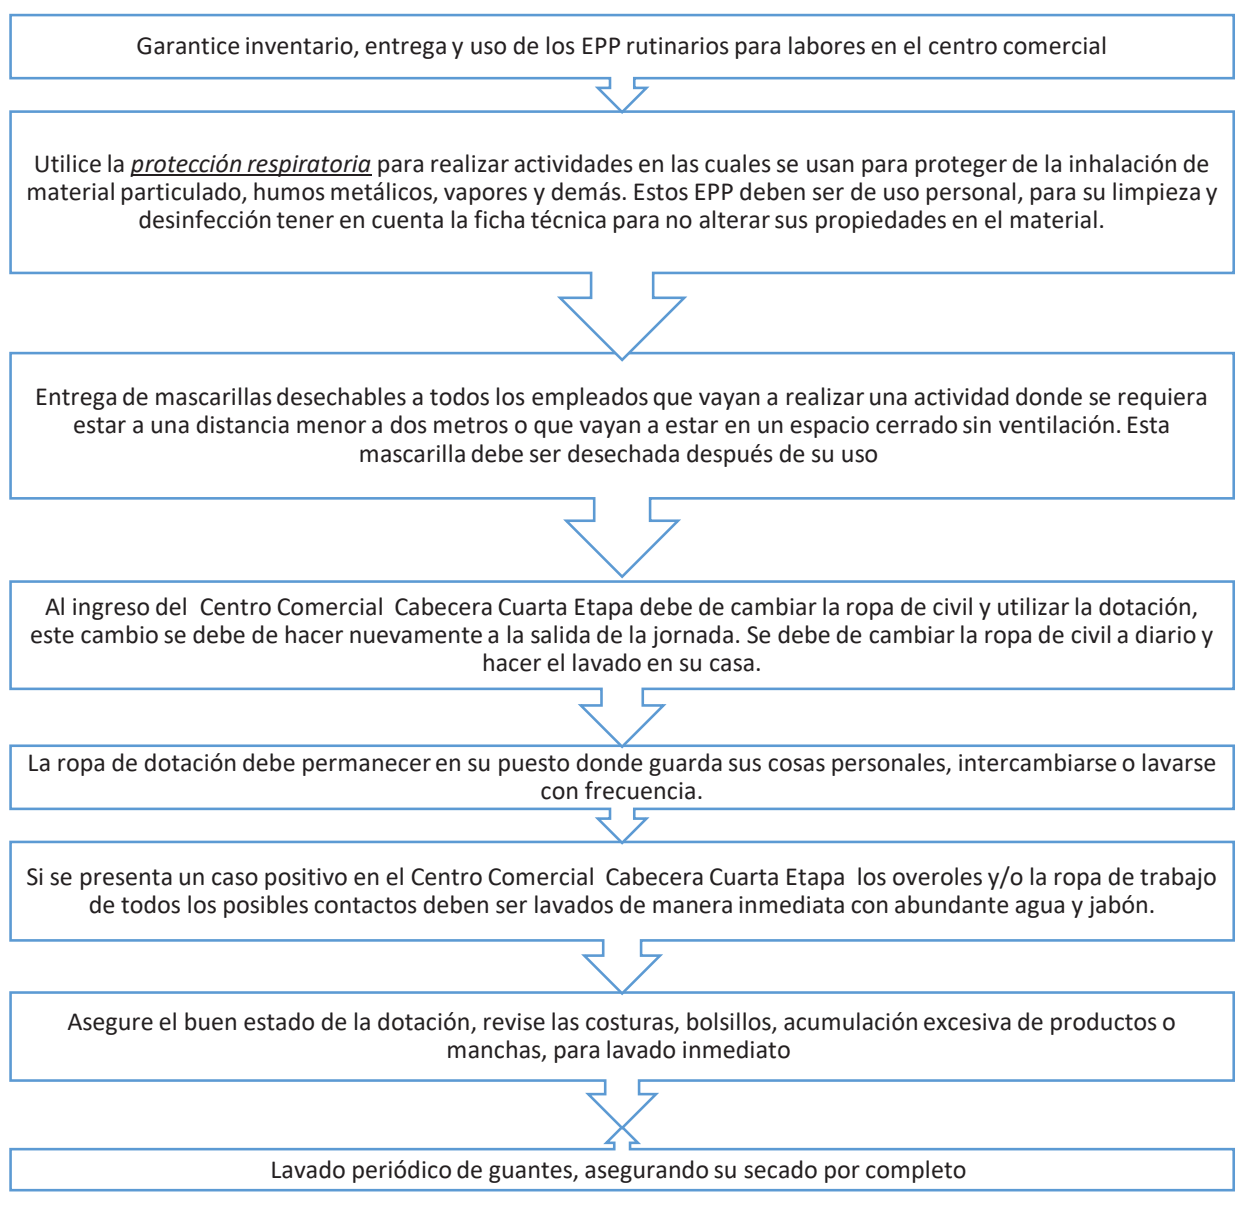 Garantice inventario, entrega y uso de los EPP rutinarios para labores en el centro comercial
Utilice la protección respiratoria para realizar actividades en las cuales se usan para proteger de la inhalación de
material particulado, humos metálicos, vapores y demás. Estos EPP deben ser de uso personal, para su limpieza y
desinfección tener en cuenta la ficha técnica para no alterar sus propiedades en el material.
Entrega de mascarillas desechables a todos los empleados que vayan a realizar una actividad donde se requiera
estar a una distancia menor a dos metros o que vayan a estar en un espacio cerrado sin ventilación. Esta
mascarilla debe ser desechada después de su uso
Al ingreso del Centro Comercial Cabecera Cuarta Etapa debe de cambiar la ropa de civil y utilizar la dotación,
este cambio se debe de hacer nuevamente a la salida de la jornada. Se debe de cambiar la ropa de civil a diario y
hacer el lavado en su casa.
La ropa de dotación debe permanecer en su puesto donde guarda sus cosas personales, intercambiarse o lavarse
con frecuencia.
Si se presenta un caso positivo en el Centro Comercial Cabecera Cuarta Etapa los overoles y/o la ropa de trabajo
de todos los posibles contactos deben ser lavados de manera inmediata con abundante agua y jabón.
Asegure el buen estado de la dotación, revise las costuras, bolsillos, acumulación excesiva de productos o
manchas, para lavado inmediato
Lavado periódico de guantes, asegurando su secado por completo